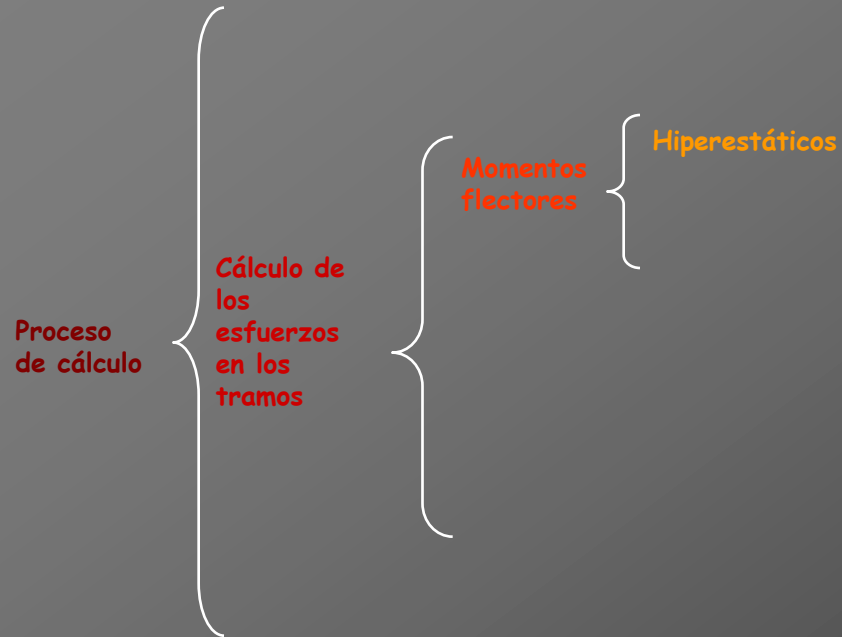 Proceso
de cálculo
Cálculo de
los
esfuerzos
en los
tramos
Momentos
flectores
Hiperestáticos